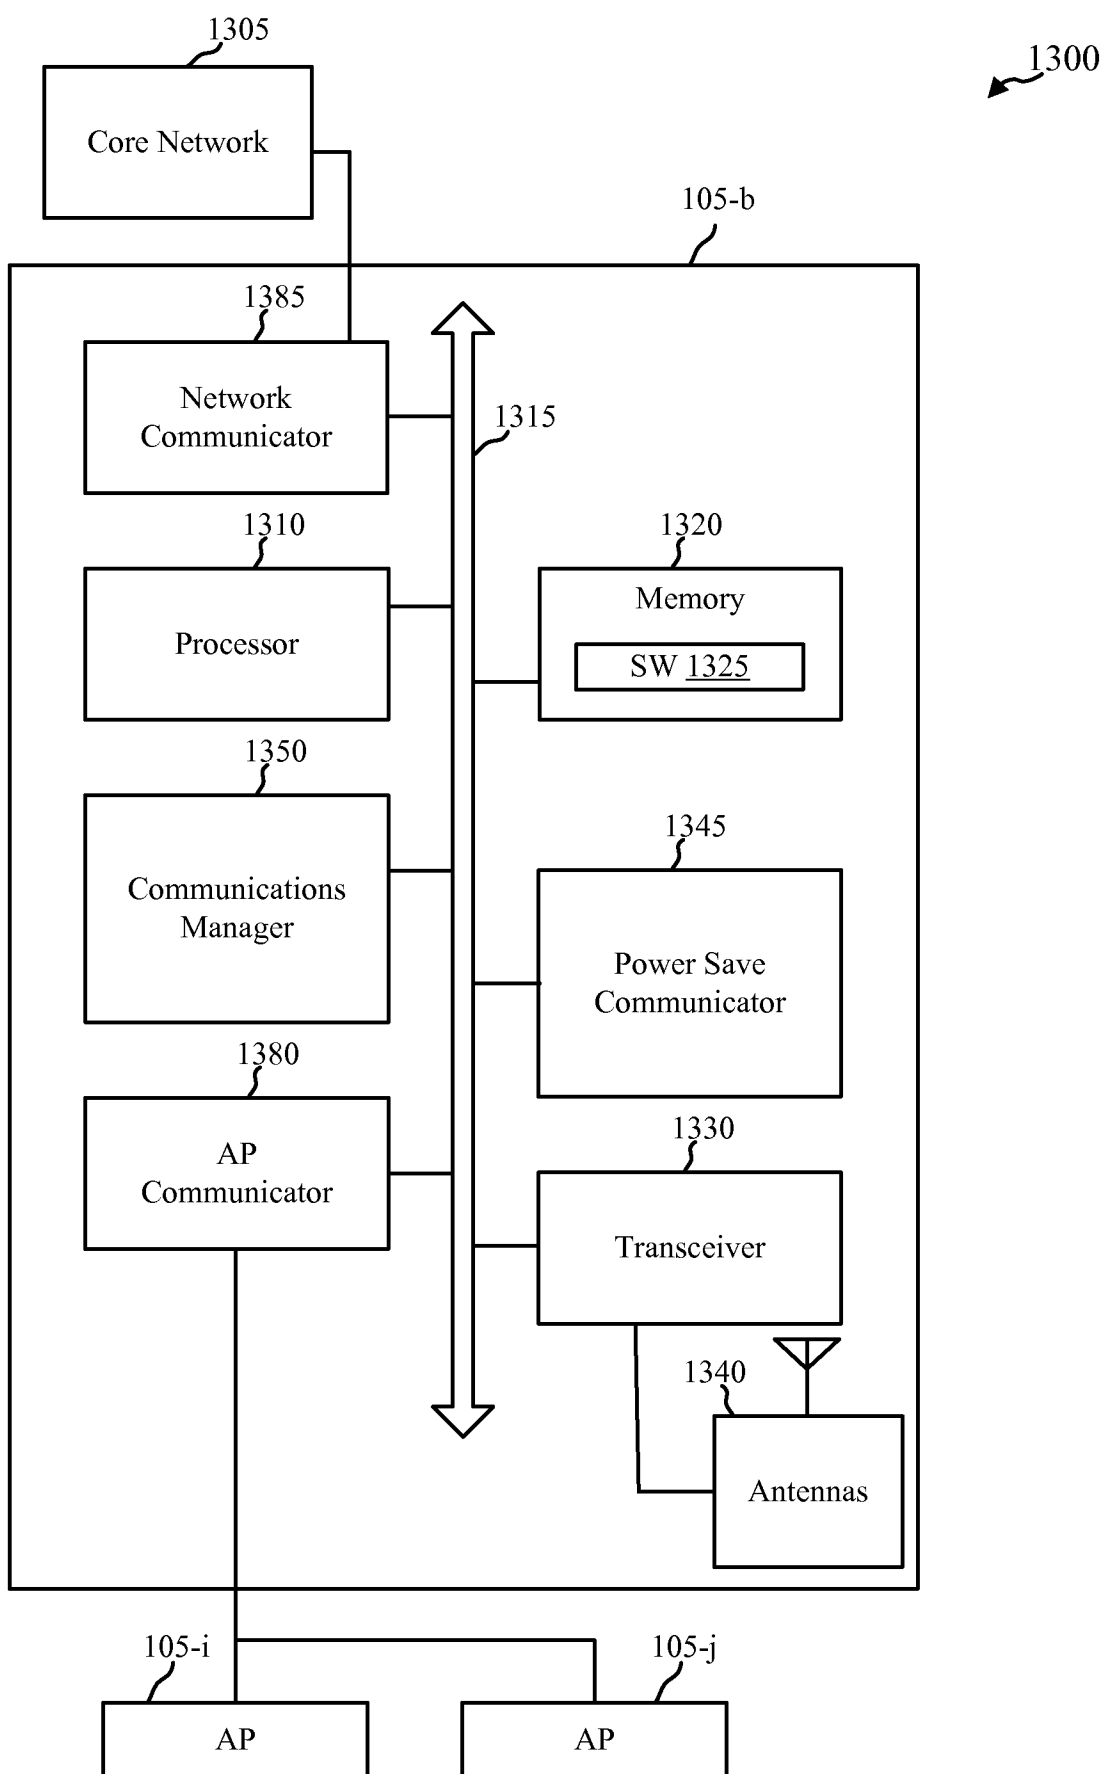 1305
1300
Core Network
105-b
1385
Network
Communicator
1315
1310
Processor
1320
Memory
SW 1325
1350
Communications
Manager
1345
Power Save
Communicator
1380
AP
Communicator
1330
Transceiver
1340
Antennas
105-i
AP
105-j
AP